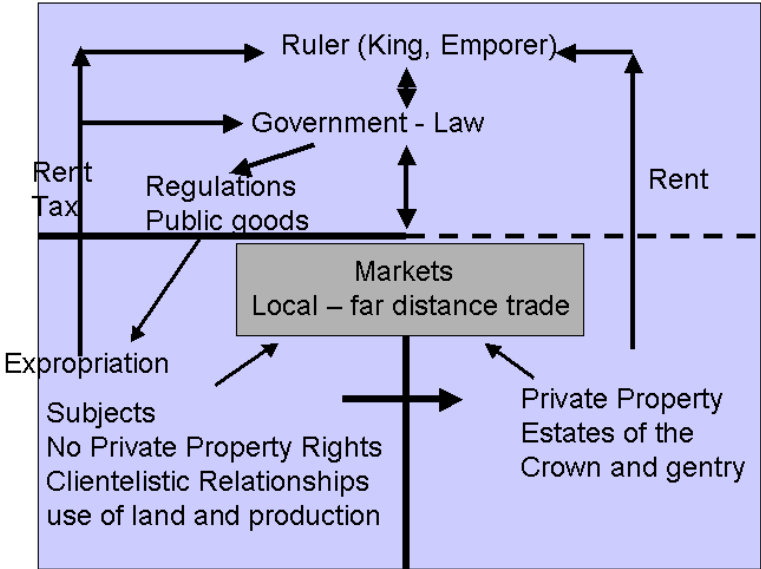 Ruler (King, Emporer)
Government - Law
Rent
Tax
Regulations
Public goods
Rent
Markets
Local – far distance trade
Expropriation
Subjects
No Private Property Rights
Clientelistic Relationships
use of land and production
Private Property
Estates of the
Crown and gentry